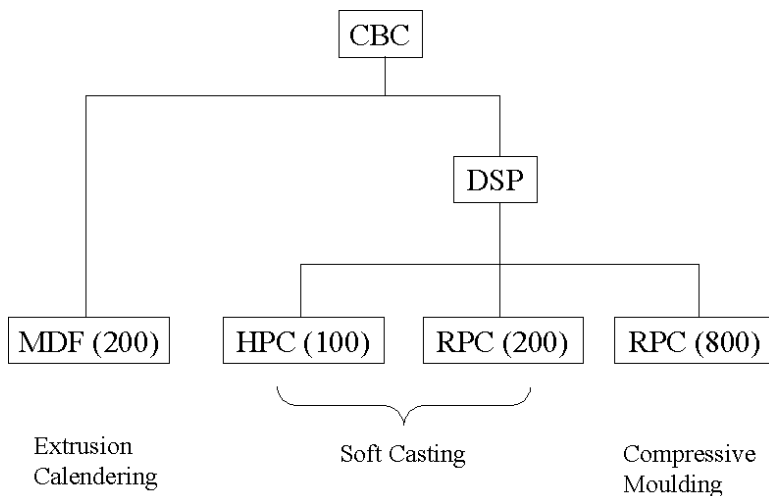 CBC
DSP
MDF (200)
HPC (100)
RPC (200)
RPC (800)
Extrusion
Calendering
Soft Casting
Compressive
Moulding